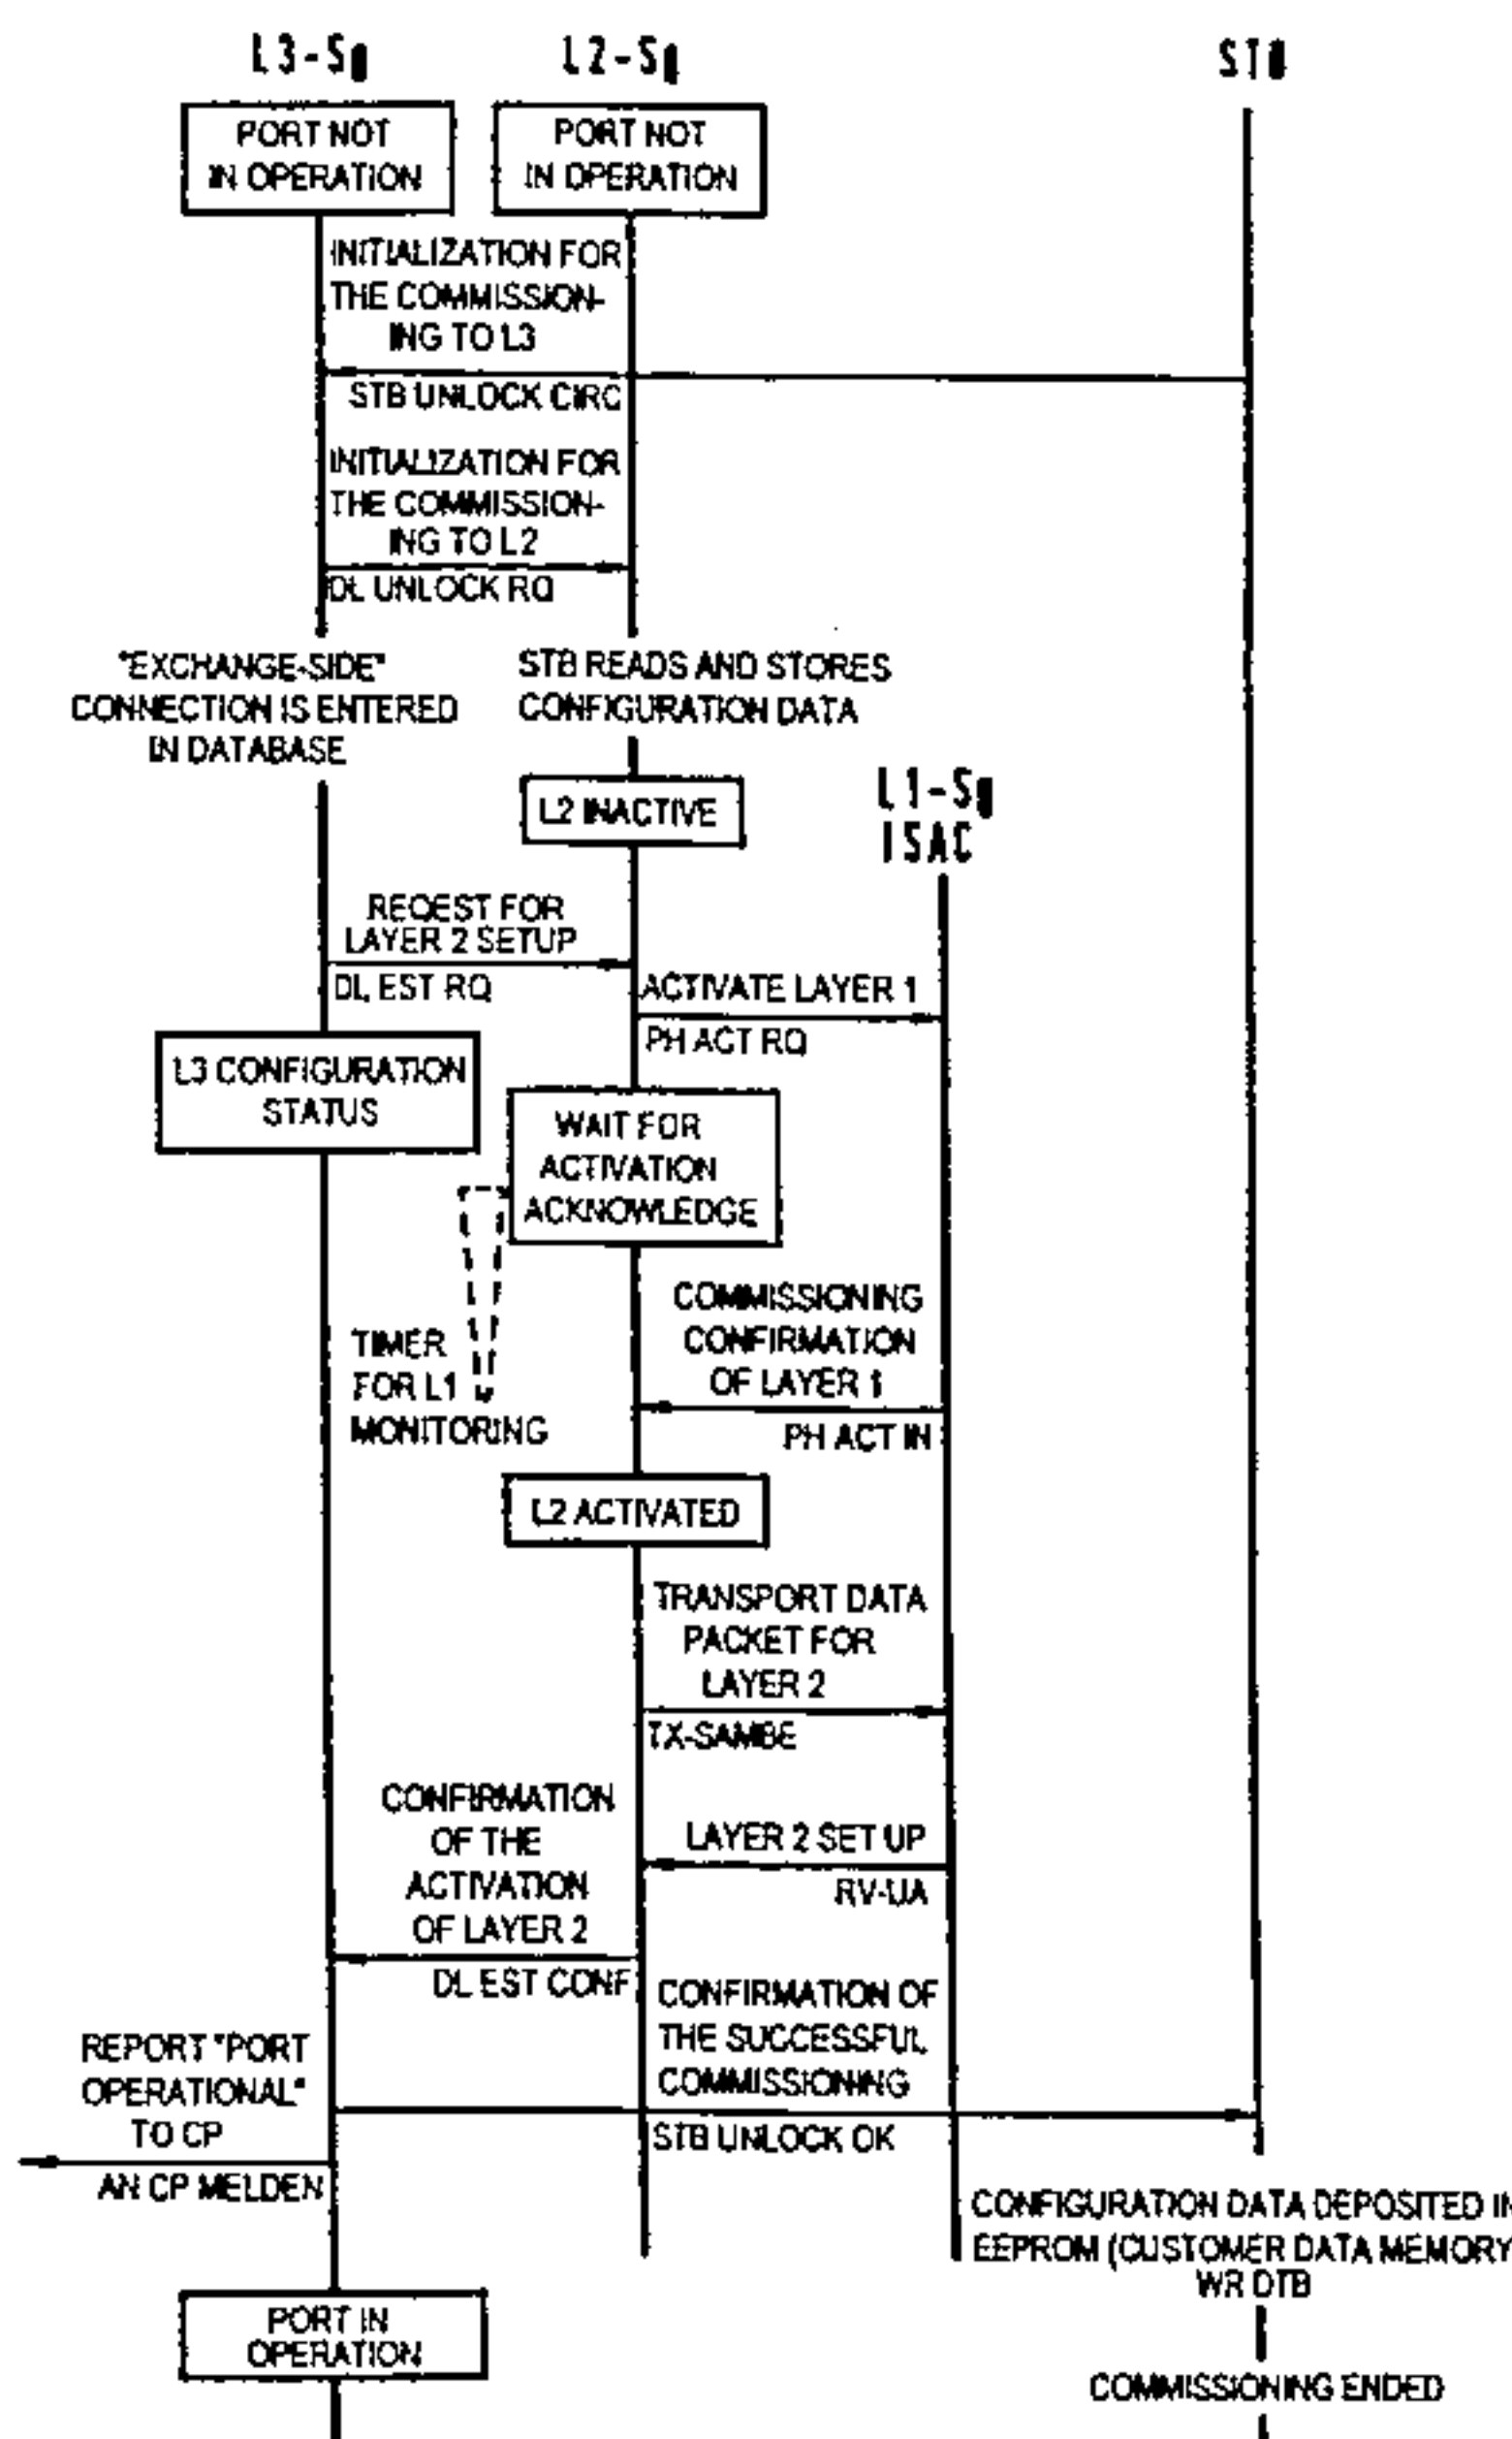 L3-S0
L2-S0
STB
PORT NOT
IN OPERATION
PORT NOT
IN OPERATION
INITIALIZATION FOR
THE COMMISSION-
ING TO L3
STB UNLOCK CIRC
INITIALIZATION FOR
THE COMMISSION-
ING TO L2
DL UNLOCK RQ
"EXCHANGE-SIDE"
CONNECTION IS ENTERED
IN DATABASE
STB READS AND STORES
CONFIGURATION DATA
L2 INACTIVE
L1-S0
ISAC
REQEST FOR
LAYER 2 SETUP
DL EST RQ
ACTIVATE LAYER 1
PH ACT RQ
L3 CONFIGURATION
STATUS
WAIT FOR
ACTIVATION
ACKNOWLEDGE
COMMISSIONING
CONFIRMATION
OF LAYER 1
PH ACT IN
TIMER
FOR L1
MONITORING
L2 ACTIVATED
TRANSPORT DATA
PACKET FOR
LAYER 2
TX-SAMBE
CONFIRMATION
OF THE
ACTIVATION
OF LAYER 2
DL EST CONF
LAYER 2 SET UP
RV-UA
CONFIRMATION OF
THE SUCCESSFUL
COMMISSIONING
STB UNLOCK OK
REPORT "PORT
OPERATIONAL"
TO CP
AN CP MELDEN
CONFIGURATION DATA DEPOSITED IN
EEPROM (CUSTOMER DATA MEMORY
WR DTB
PORT IN
OPERATION
COMMISSIONING ENDED